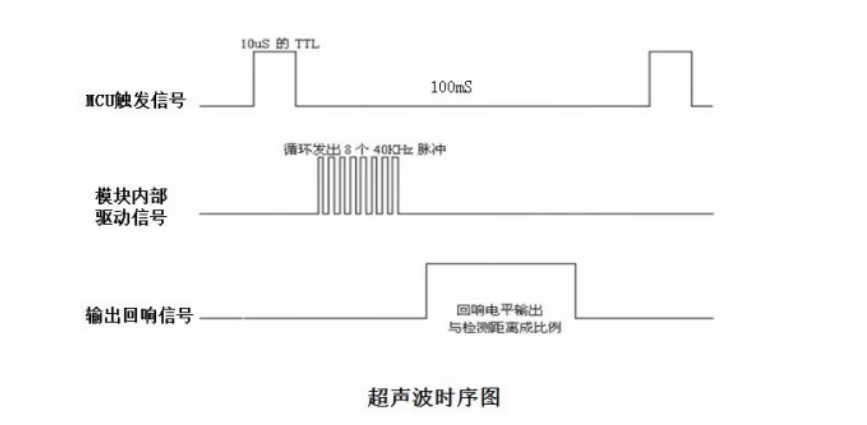 10uS 的 TTL
MCU触发信号
100mS
循环发出 8 个 40KHz 脉冲
模块内部
驱动信号
输出回响信号
回响电平输出
与检测距离成比例
超声波时序图